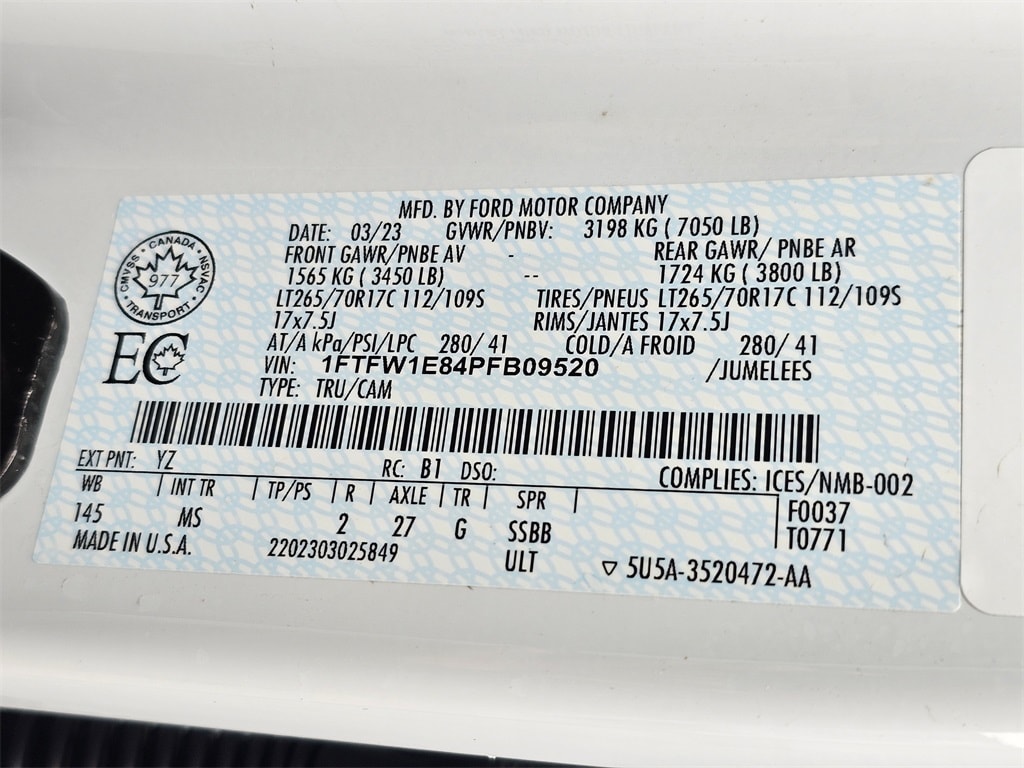 MFD. BY FORD MOTOR COMPANY
DATE: 03/23 GVWR/PNBV: 3198 KG ( 7050 LB)
FRONT GAWR/PNBE AV - REAR GAWR/ PNBE AR
1565 KG ( 3450 LB) -- 1724 KG ( 3800 LB)
LT265/70R17C 112/109S TIRES/PNEUS LT265/70R17C 112/109S
17x7.5J RIMS/JANTES 17x7.5J
AT/A kPa/PSI/LPC 280/ 41 COLD/A FROID 280/ 41
VIN: 1FTFW1E84PFB09520 /JUMELEES
TYPE: TRU/CAM
CANADA
CMVSS • NSVAC
977
TRANSPORT
EC
EXT PNT: YZ RC: B1 DSO: COMPLIES: ICES/NMB-002
WB | INT TR | TP/PS | R | AXLE | TR | SPR | F0037
145 MS 2 27 G SSBB T0771
MADE IN U.S.A. 2202303025849 ULT ▽ 5U5A-3520472-AA